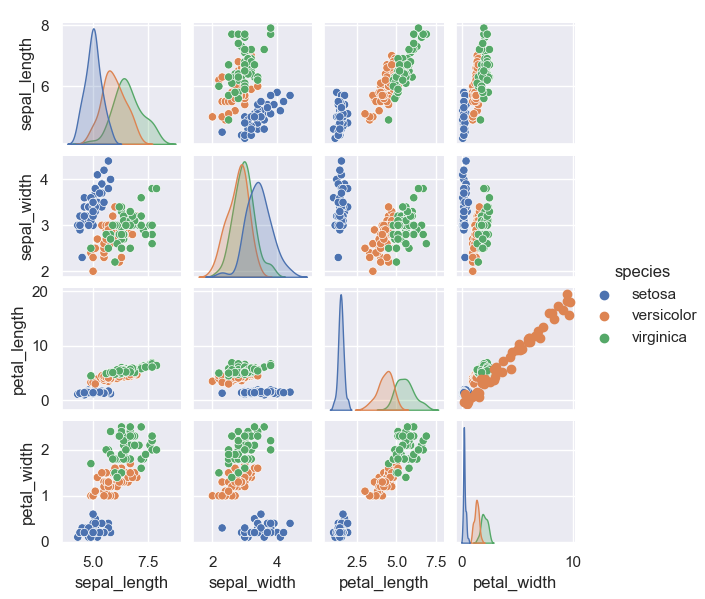 8
6
sepal_length
4
3
2
sepal_width
20
10
0
petal_length
2
1
0
petal_width
5.0 7.5
2 4
2.5 5.0 7.5
0 10
sepal_length sepal_width petal_length petal_width
species
setosa
versicolor
virginica